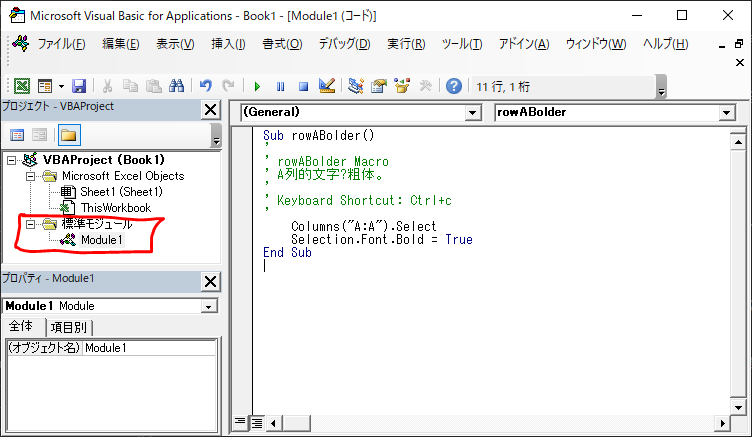 Microsoft Visual Basic for Applications - Book1 - [Module1 (コード)]
ファイル(F) 編集(E) 表示(V) 挿入(I) 書式(O) デバッグ(D) 実行(R) ツール(T) アドイン(A) ウィンドウ(W) ヘルプ(H)
11 行, 1 桁
プロジェクト - VBAProject
VBAProject (Book1)
Microsoft Excel Objects
Sheet1 (Sheet1)
ThisWorkbook
標準モジュール
Module1
プロパティ - Module1
Module1 Module
全体 項目別
(オブジェクト名) Module1
(General) rowABolder
Sub rowABolder()
'
' rowABolder Macro
' A列的文字?粗体。
'
' Keyboard Shortcut: Ctrl+c
'
Columns("A:A").Select
Selection.Font.Bold = True
End Sub